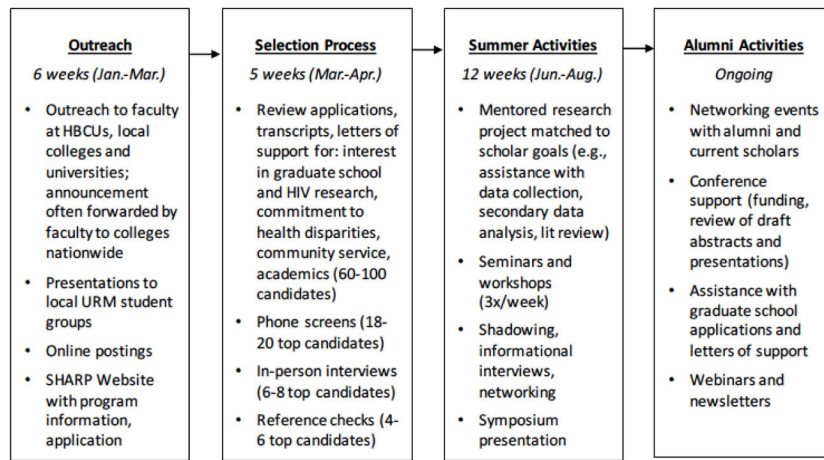 Outreach
6 weeks (Jan.-Mar.)
• Outreach to faculty
at HBCUs, local
colleges and
universities;
announcement
often forwarded by
faculty to colleges
nationwide
• Presentations to
local URM student
groups
• Online postings
• SHARP Website
with program
information,
application
Selection Process
5 weeks (Mar.-Apr.)
• Review applications,
transcripts, letters of
support for: interest
in graduate school
and HIV research,
commitment to
health disparities,
community service,
academics (60-100
candidates)
• Phone screens (18-
20 top candidates)
• In-person interviews
(6-8 top candidates)
• Reference checks (4-
6 top candidates)
Summer Activities
12 weeks (Jun.-Aug.)
• Mentored research
project matched to
scholar goals (e.g.,
assistance with
data collection,
secondary data
analysis, lit review)
• Seminars and
workshops
(3x/week)
• Shadowing,
informational
interviews,
networking
• Symposium
presentation
Alumni Activities
Ongoing
• Networking events
with alumni and
current scholars
• Conference
support (funding,
review of draft
abstracts and
presentations)
• Assistance with
graduate school
applications and
letters of support
• Webinars and
newsletters